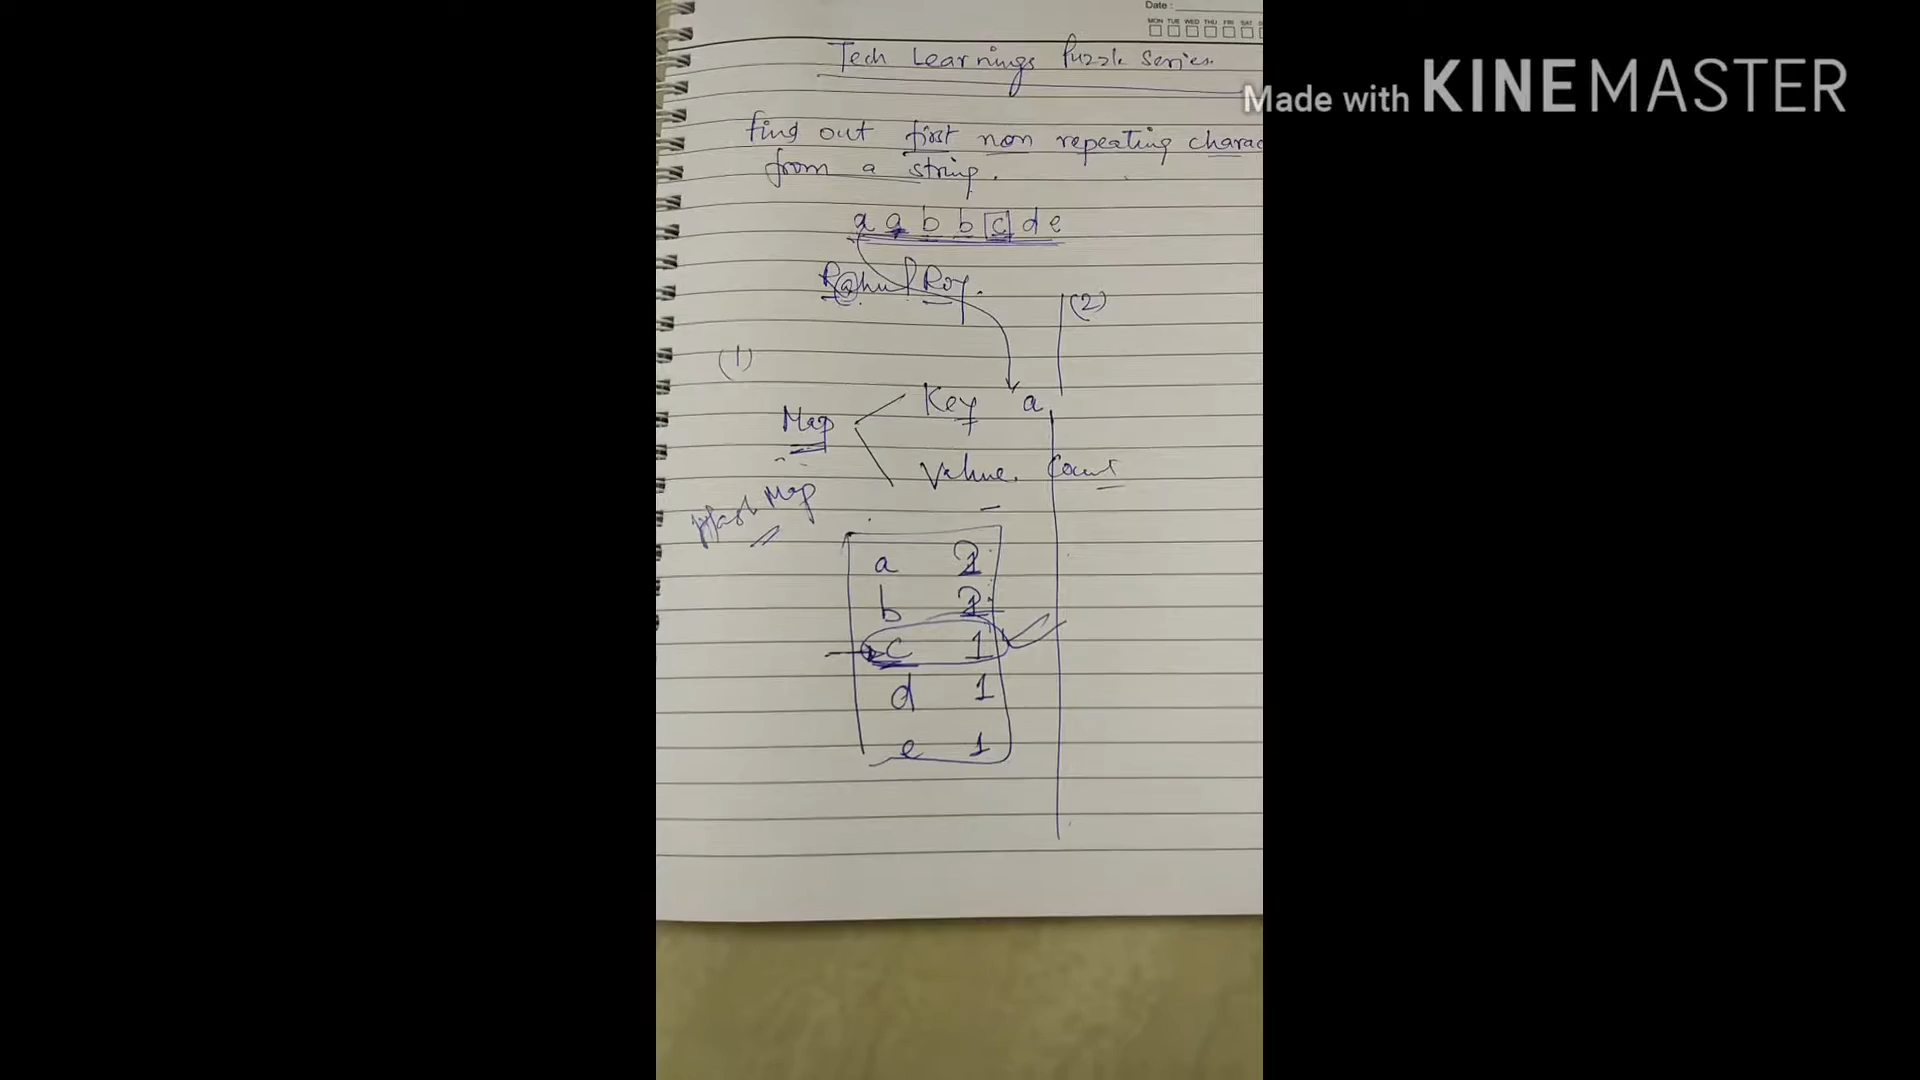 Date :
MON TUE WED THU FRI SAT
Tech Learnings Puzzle Series.
Made with KINEMASTER
find out first non repeating charac
from a string.
a a b b c d e
Rahul Roy.
(2)
(1)
Key a
Map
Value. Count
Hash Map
a 2
b 2
c 1
d 1
e 1